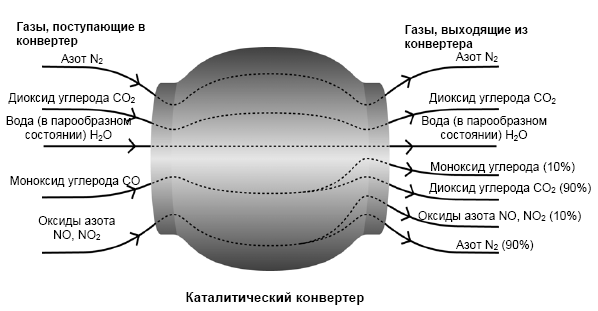 Газы, поступающие в
конвертер
Азот N2
Диоксид углерода CO2
Вода (в парообразном
состоянии) H2O
Моноксид углерода CO
Оксиды азота
NO, NO2
Газы, выходящие из
конвертера
Азот N2
Диоксид углерода CO2
Вода (в парообразном
состоянии) H2O
Моноксид углерода (10%)
Диоксид углерода CO2 (90%)
Оксиды азота NO, NO2 (10%)
Азот N2 (90%)
Каталитический конвертер